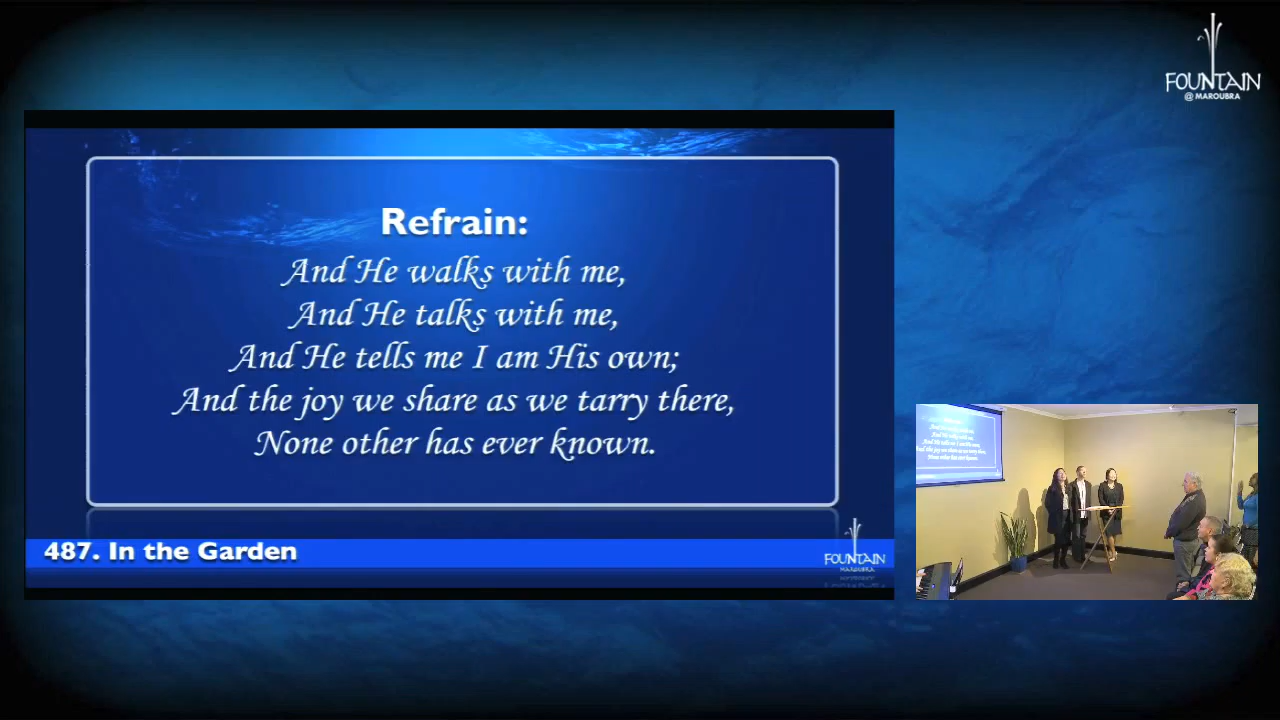 FOUNTAIN
@ MAROUBRA
Refrain:
And He walks with me,
And He talks with me,
And He tells me I am His own;
And the joy we share as we tarry there,
None other has ever known.
487. In the Garden
FOUNTAIN
MAROUBRA